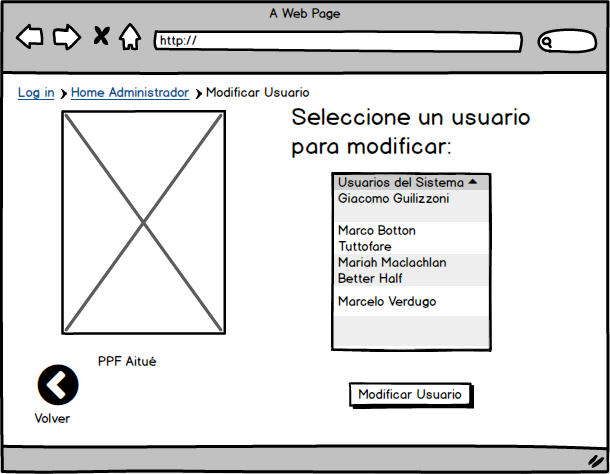 A Web Page
http://
Log in Home Administrador Modificar Usuario
Seleccione un usuario
para modificar:
Usuarios del Sistema
Giacomo Guilizzoni
Marco Botton
Tuttofare
Mariah Maclachlan
Better Half
Marcelo Verdugo
PPF Aitué
Volver
Modificar Usuario